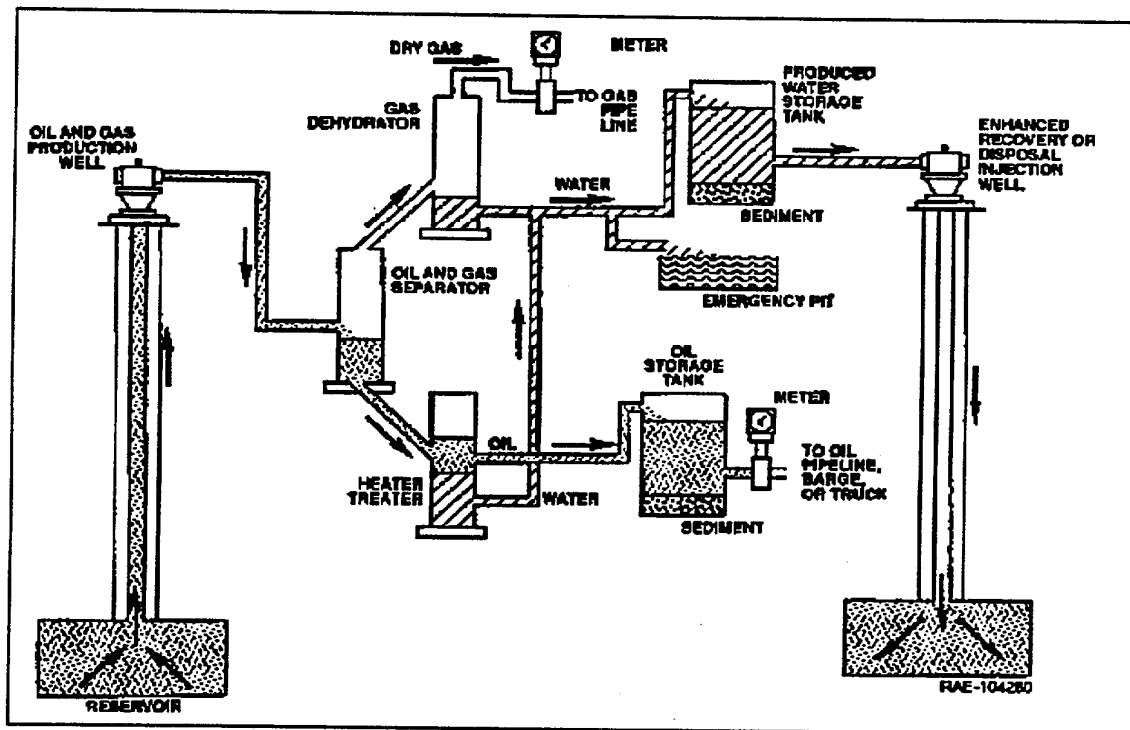 DRY GAS
METER
TO GAS
PIPE
LINE
GAS
DEHYDRATOR
PRODUCED
WATER
STORAGE
TANK
OIL AND GAS
PRODUCTION
WELL
ENHANCED
RECOVERY OR
DISPOSAL
INJECTION
WELL
WATER
SEDIMENT
OIL AND GAS
SEPARATOR
EMERGENCY PIT
OIL
STORAGE
TANK
METER
OIL
TO OIL
PIPELINE,
BARGE,
OR TRUCK
HEATER
TREATER
WATER
SEDIMENT
RESERVOIR
RAE-104280